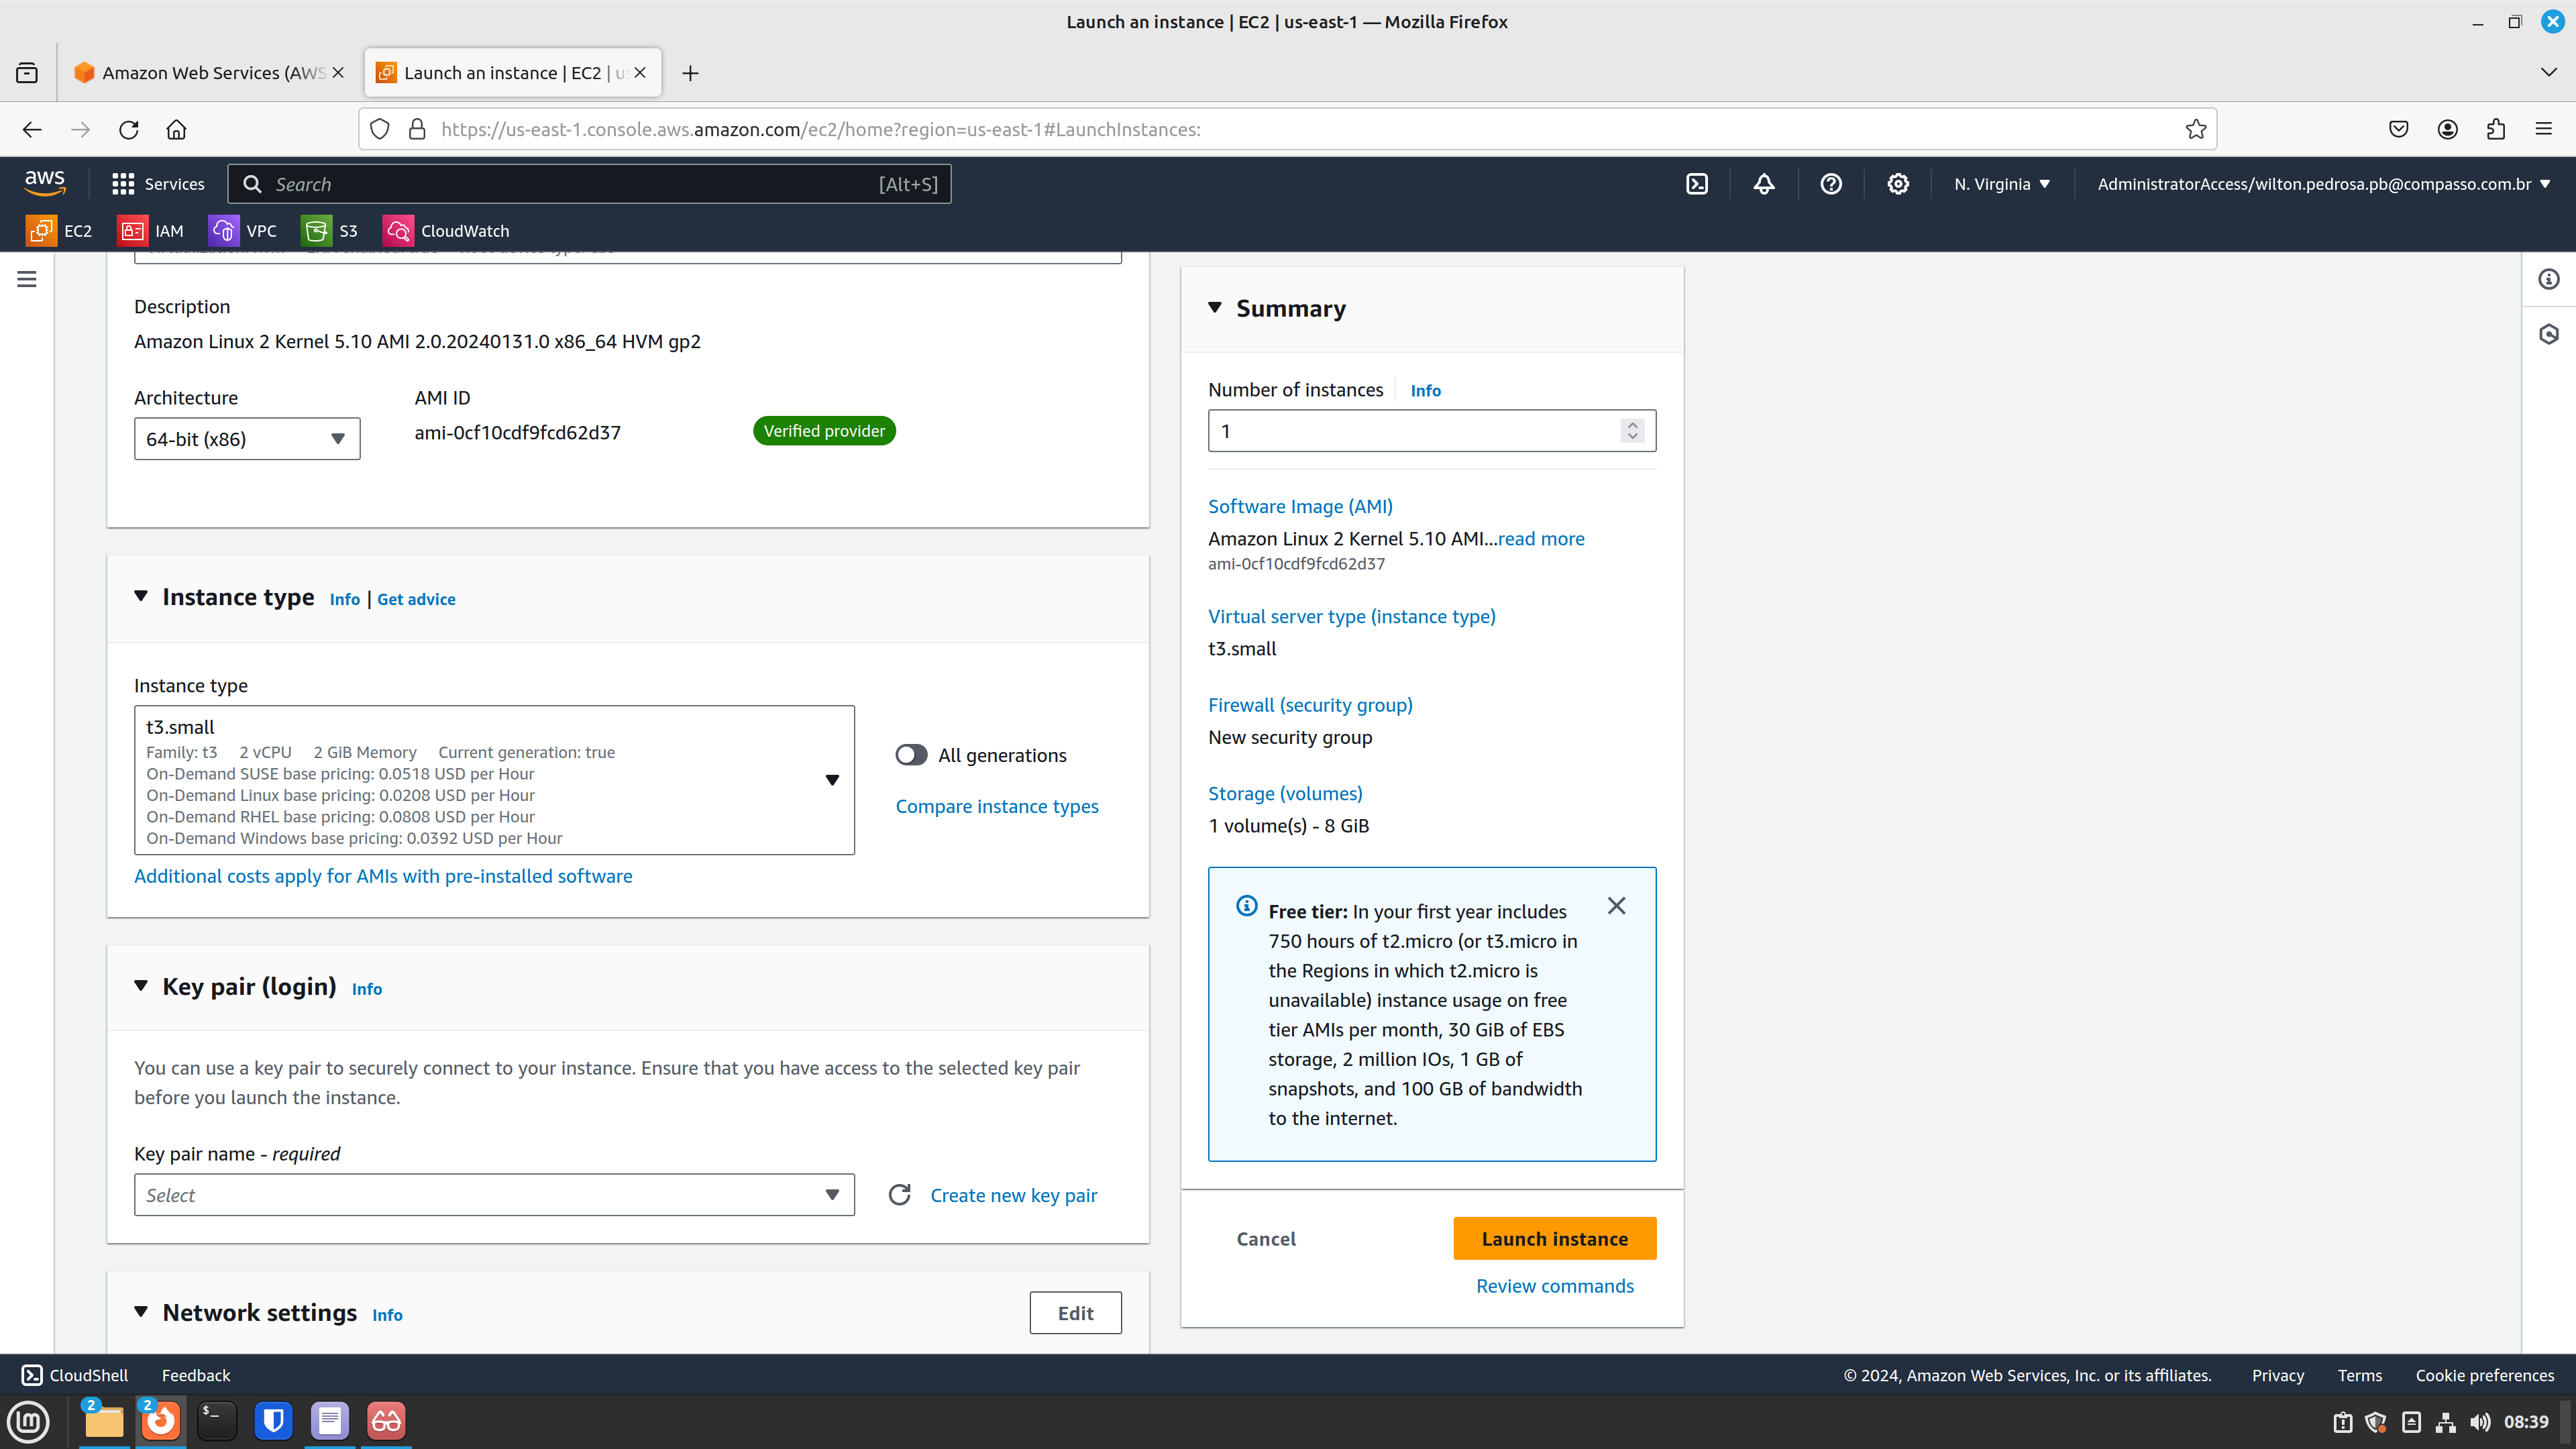 Launch an instance | EC2 | us-east-1 — Mozilla Firefox
Amazon Web Services (AWS
Launch an instance | EC2 | us
https://us-east-1.console.aws.amazon.com/ec2/home?region=us-east-1#LaunchInstances:
aws
Services
Search
[Alt+S]
N. Virginia
AdministratorAccess/wilton.pedrosa.pb@compasso.com.br
EC2
IAM
VPC
S3
CloudWatch
Description
Amazon Linux 2 Kernel 5.10 AMI 2.0.20240131.0 x86_64 HVM gp2
Architecture
AMI ID
64-bit (x86)
ami-0cf10cdf9fcd62d37
Verified provider
Instance type Info | Get advice
Instance type
t3.small
Family: t3 2 vCPU 2 GiB Memory Current generation: true
On-Demand SUSE base pricing: 0.0518 USD per Hour
On-Demand Linux base pricing: 0.0208 USD per Hour
On-Demand RHEL base pricing: 0.0808 USD per Hour
On-Demand Windows base pricing: 0.0392 USD per Hour
All generations
Compare instance types
Additional costs apply for AMIs with pre-installed software
Key pair (login) Info
You can use a key pair to securely connect to your instance. Ensure that you have access to the selected key pair
before you launch the instance.
Key pair name - required
Select
Create new key pair
Network settings Info
Edit
Summary
Number of instances Info
1
Software Image (AMI)
Amazon Linux 2 Kernel 5.10 AMI...read more
ami-0cf10cdf9fcd62d37
Virtual server type (instance type)
t3.small
Firewall (security group)
New security group
Storage (volumes)
1 volume(s) - 8 GiB
Free tier: In your first year includes
750 hours of t2.micro (or t3.micro in
the Regions in which t2.micro is
unavailable) instance usage on free
tier AMIs per month, 30 GiB of EBS
storage, 2 million IOs, 1 GB of
snapshots, and 100 GB of bandwidth
to the internet.
Cancel
Launch instance
Review commands
CloudShell
Feedback
© 2024, Amazon Web Services, Inc. or its affiliates.
Privacy
Terms
Cookie preferences
2
2
$_
08:39